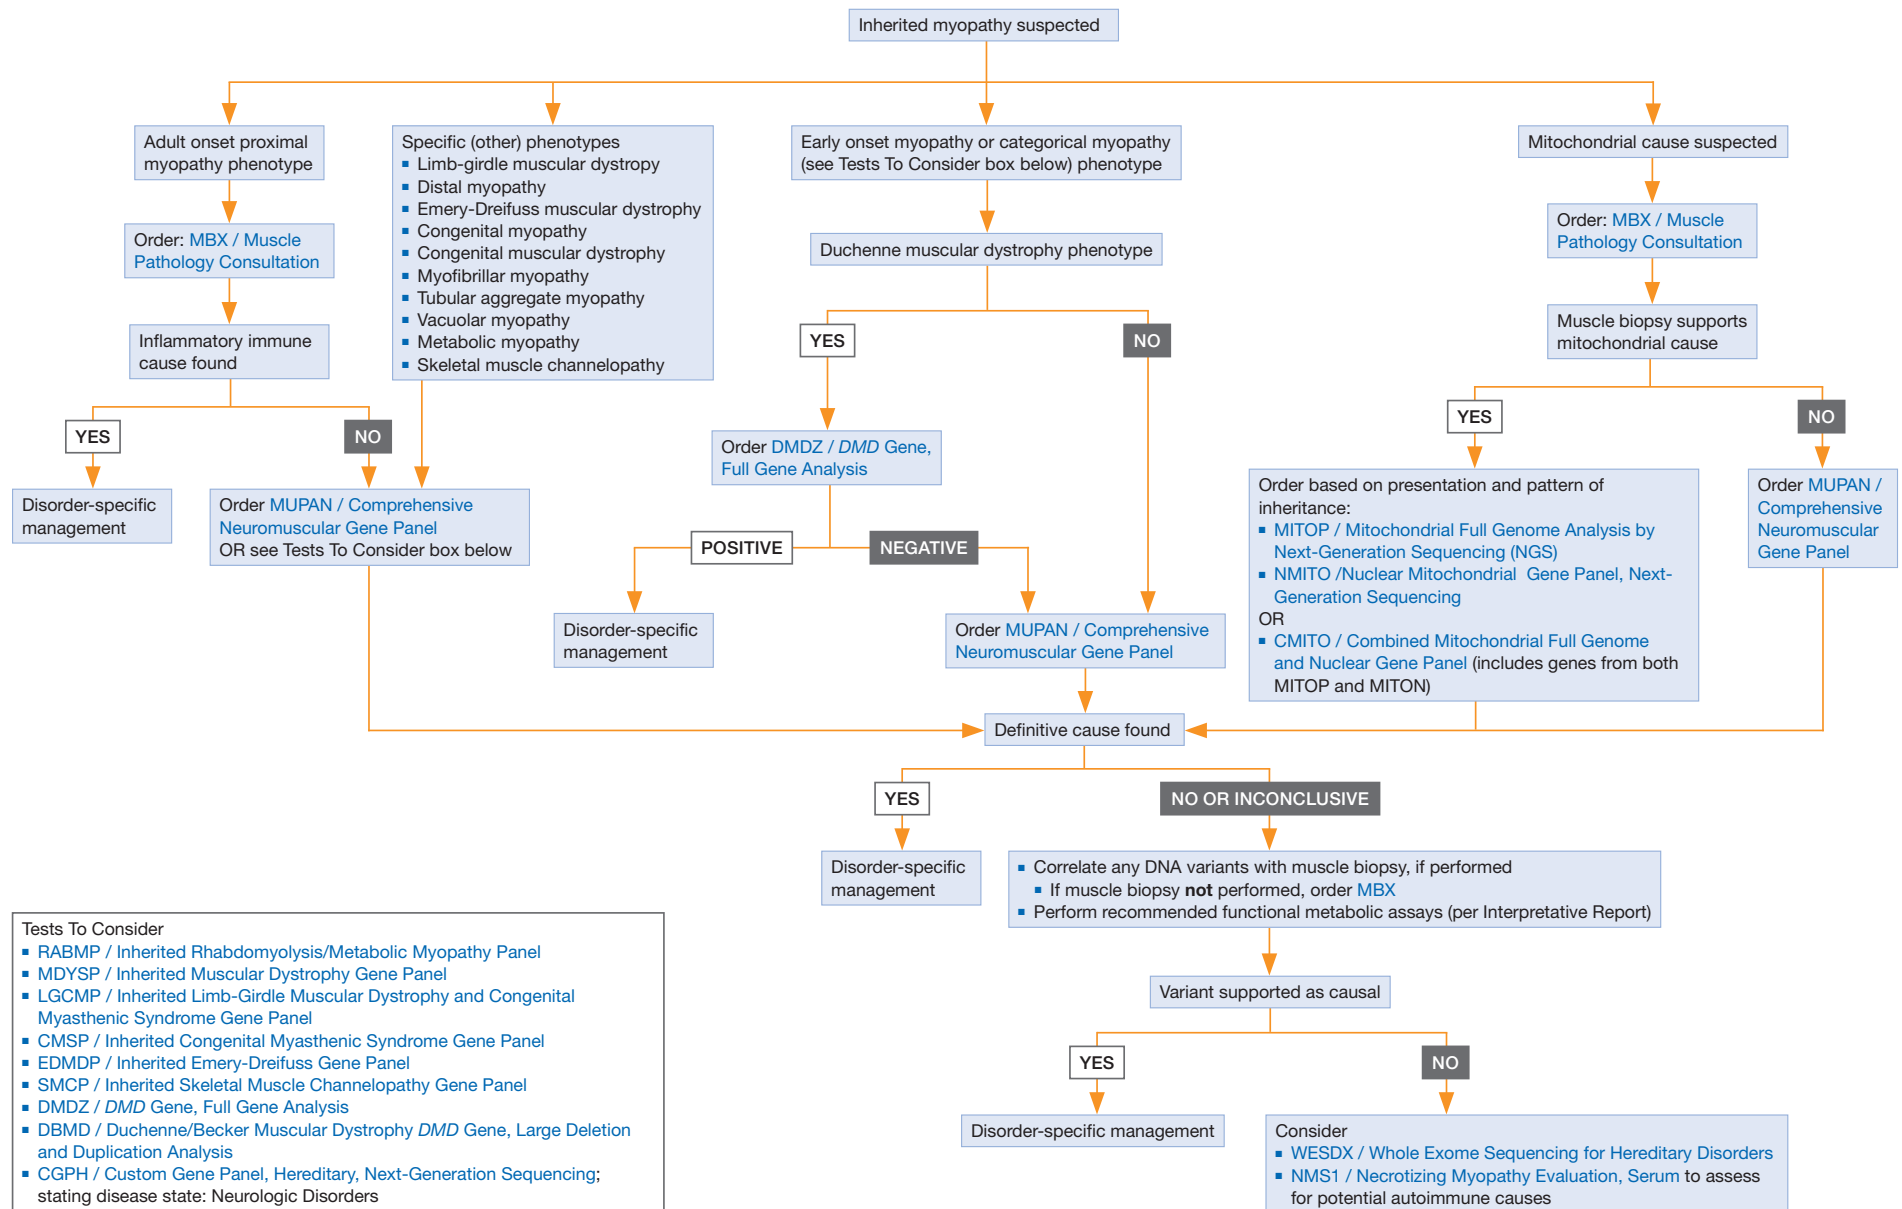 Inherited myopathy suspected
Adult onset proximal
myopathy phenotype
Order: MBX / Muscle
Pathology Consultation
Inflammatory immune
cause found
YES
NO
Disorder-specific
management
Specific (other) phenotypes
▪ Limb-girdle muscular dystropy
▪ Distal myopathy
▪ Emery-Dreifuss muscular dystrophy
▪ Congenital myopathy
▪ Congenital muscular dystrophy
▪ Myofibrillar myopathy
▪ Tubular aggregate myopathy
▪ Vacuolar myopathy
▪ Metabolic myopathy
▪ Skeletal muscle channelopathy
Order MUPAN / Comprehensive
Neuromuscular Gene Panel
OR see Tests To Consider box below
Early onset myopathy or categorical myopathy
(see Tests To Consider box below) phenotype
Duchenne muscular dystrophy phenotype
YES
NO
Order DMDZ / DMD Gene,
Full Gene Analysis
POSITIVE
NEGATIVE
Disorder-specific
management
Order MUPAN / Comprehensive
Neuromuscular Gene Panel
Mitochondrial cause suspected
Order: MBX / Muscle
Pathology Consultation
Muscle biopsy supports
mitochondrial cause
YES
NO
Order based on presentation and pattern of
inheritance:
▪ MITOP / Mitochondrial Full Genome Analysis by
Next-Generation Sequencing (NGS)
▪ NMITO /Nuclear Mitochondrial Gene Panel, Next-
Generation Sequencing
OR
▪ CMITO / Combined Mitochondrial Full Genome
and Nuclear Gene Panel (includes genes from both
MITOP and MITON)
Order MUPAN /
Comprehensive
Neuromuscular
Gene Panel
Definitive cause found
YES
NO OR INCONCLUSIVE
Disorder-specific
management
▪ Correlate any DNA variants with muscle biopsy, if performed
▪ If muscle biopsy not performed, order MBX
▪ Perform recommended functional metabolic assays (per Interpretative Report)
Variant supported as causal
YES
NO
Disorder-specific management
Consider
▪ WESDX / Whole Exome Sequencing for Hereditary Disorders
▪ NMS1 / Necrotizing Myopathy Evaluation, Serum to assess
for potential autoimmune causes
Tests To Consider
▪ RABMP / Inherited Rhabdomyolysis/Metabolic Myopathy Panel
▪ MDYSP / Inherited Muscular Dystrophy Gene Panel
▪ LGCMP / Inherited Limb-Girdle Muscular Dystrophy and Congenital
Myasthenic Syndrome Gene Panel
▪ CMSP / Inherited Congenital Myasthenic Syndrome Gene Panel
▪ EDMDP / Inherited Emery-Dreifuss Gene Panel
▪ SMCP / Inherited Skeletal Muscle Channelopathy Gene Panel
▪ DMDZ / DMD Gene, Full Gene Analysis
▪ DBMD / Duchenne/Becker Muscular Dystrophy DMD Gene, Large Deletion
and Duplication Analysis
▪ CGPH / Custom Gene Panel, Hereditary, Next-Generation Sequencing;
stating disease state: Neurologic Disorders